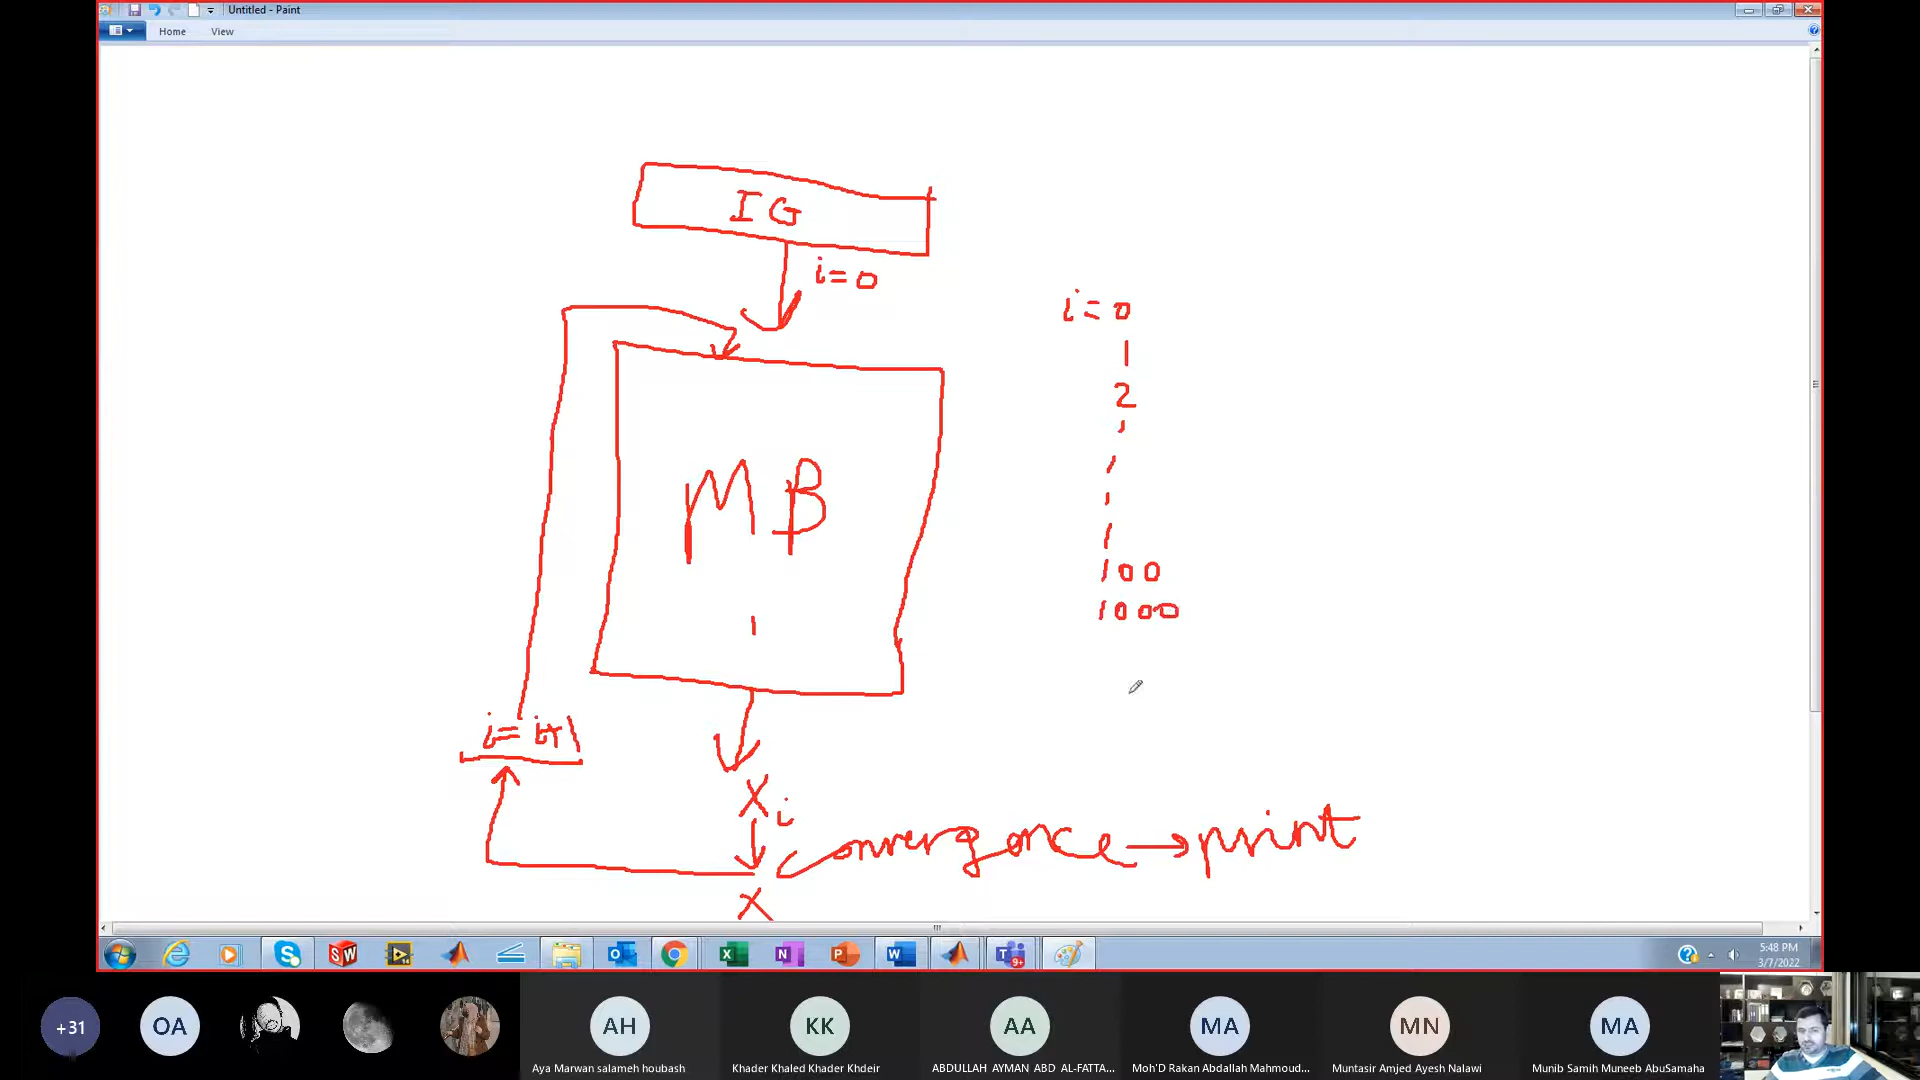 Untitled - Paint
Home View
IG
i=0
i=0
1
2
100
1000
MB
i=i+1
Xi
Convergence → print
X
5:48 PM
3/7/2022
9+
+31
OA
AH
KK
AA
MA
MN
MA
Aya Marwan salameh houbash
Khader Khaled Khader Khdeir
ABDULLAH AYMAN ABD AL-FATTA...
Moh'D Rakan Abdallah Mahmoud...
Muntasir Amjed Ayesh Nalawi
Munib Samih Muneeb AbuSamaha